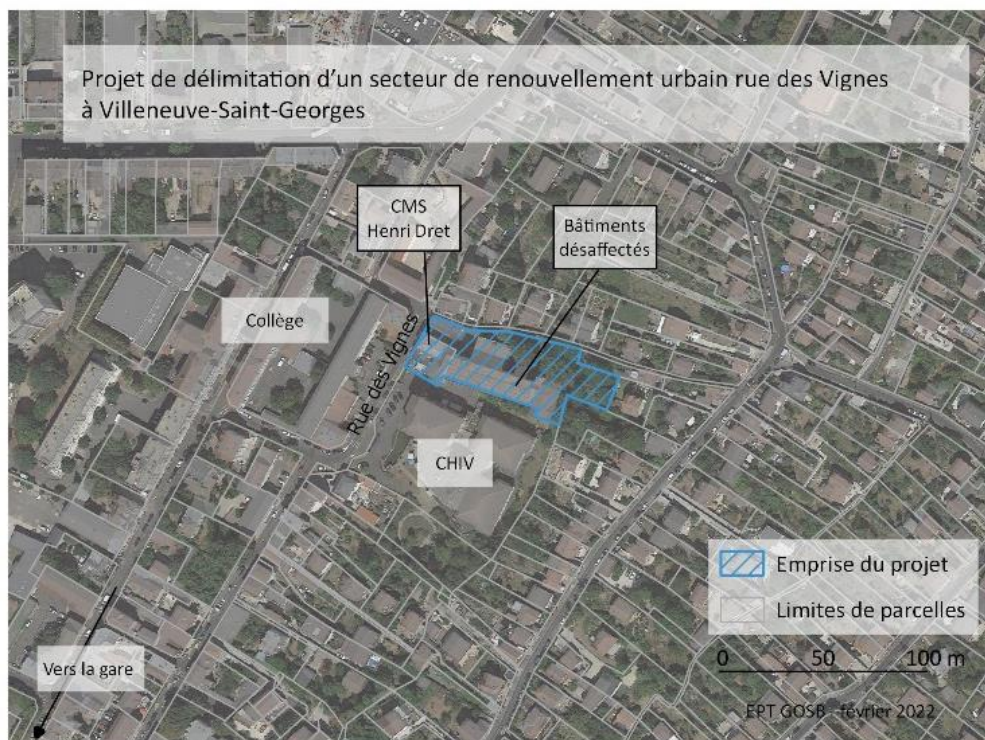 Projet de délimitation d'un secteur de renouvellement urbain rue des Vignes
à Villeneuve-Saint-Georges
CMS
Henri Dret
Bâtiments
désaffectés
Collège
Rue des Vignes
CHIV
Emprise du projet
Limites de parcelles
0 50 100 m
Vers la gare
EPT GOSB - février 2022